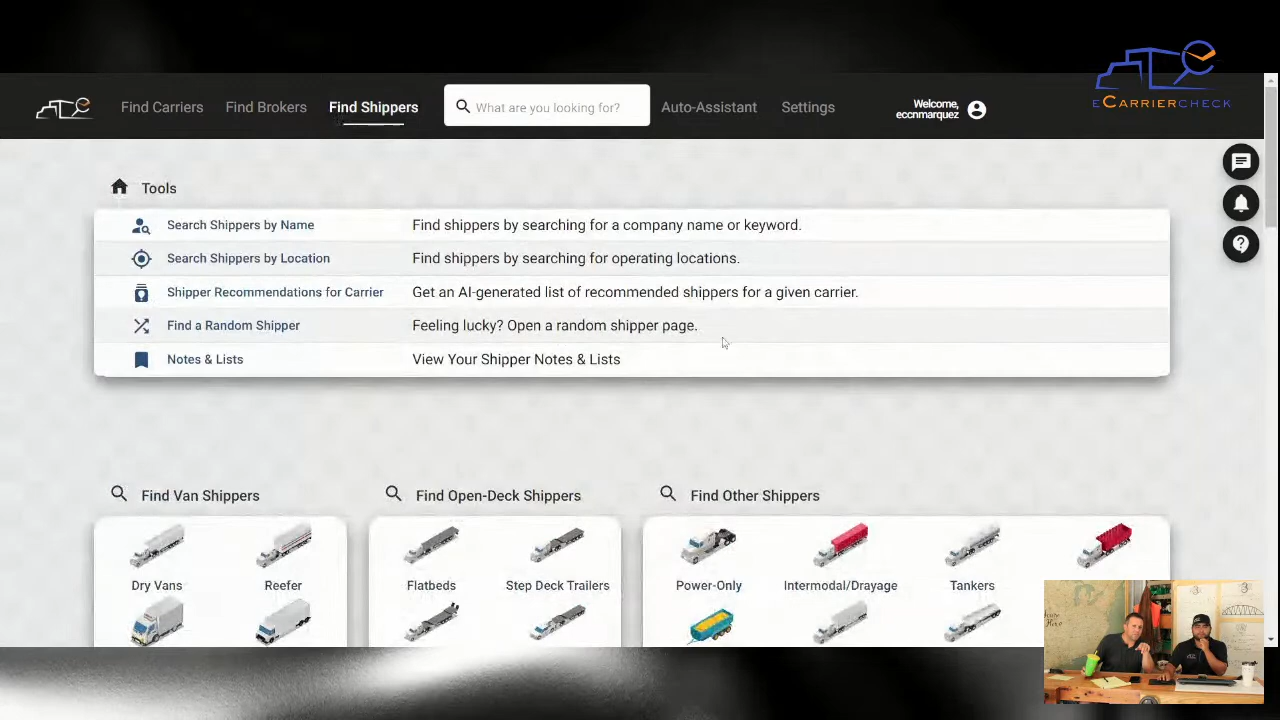 Find Carriers
Find Brokers
Find Shippers
What are you looking for?
Auto-Assistant
Settings
Welcome,
eccnmarquez
eCARRIERCHECK
Tools
Search Shippers by Name
Find shippers by searching for a company name or keyword.
Search Shippers by Location
Find shippers by searching for operating locations.
Shipper Recommendations for Carrier
Get an AI-generated list of recommended shippers for a given carrier.
Find a Random Shipper
Feeling lucky? Open a random shipper page.
Notes & Lists
View Your Shipper Notes & Lists
Find Van Shippers
Find Open-Deck Shippers
Find Other Shippers
Dry Vans
Reefer
Flatbeds
Step Deck Trailers
Power-Only
Intermodal/Drayage
Tankers